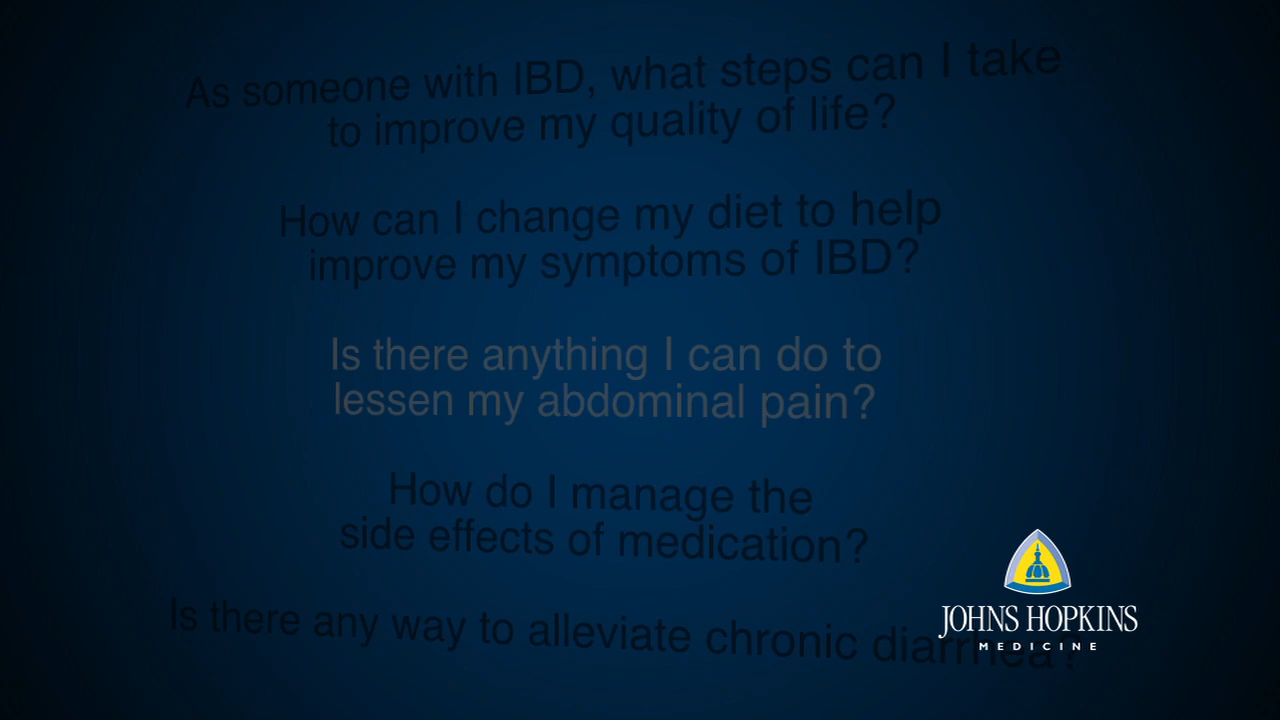 As someone with IBD, what steps can I take
to improve my quality of life?
How can I change my diet to help
improve my symptoms of IBD?
Is there anything I can do to
lessen my abdominal pain?
How do I manage the
side effects of medication?
Is there any way to alleviate chronic diarrhea?
JOHNS HOPKINS
MEDICINE